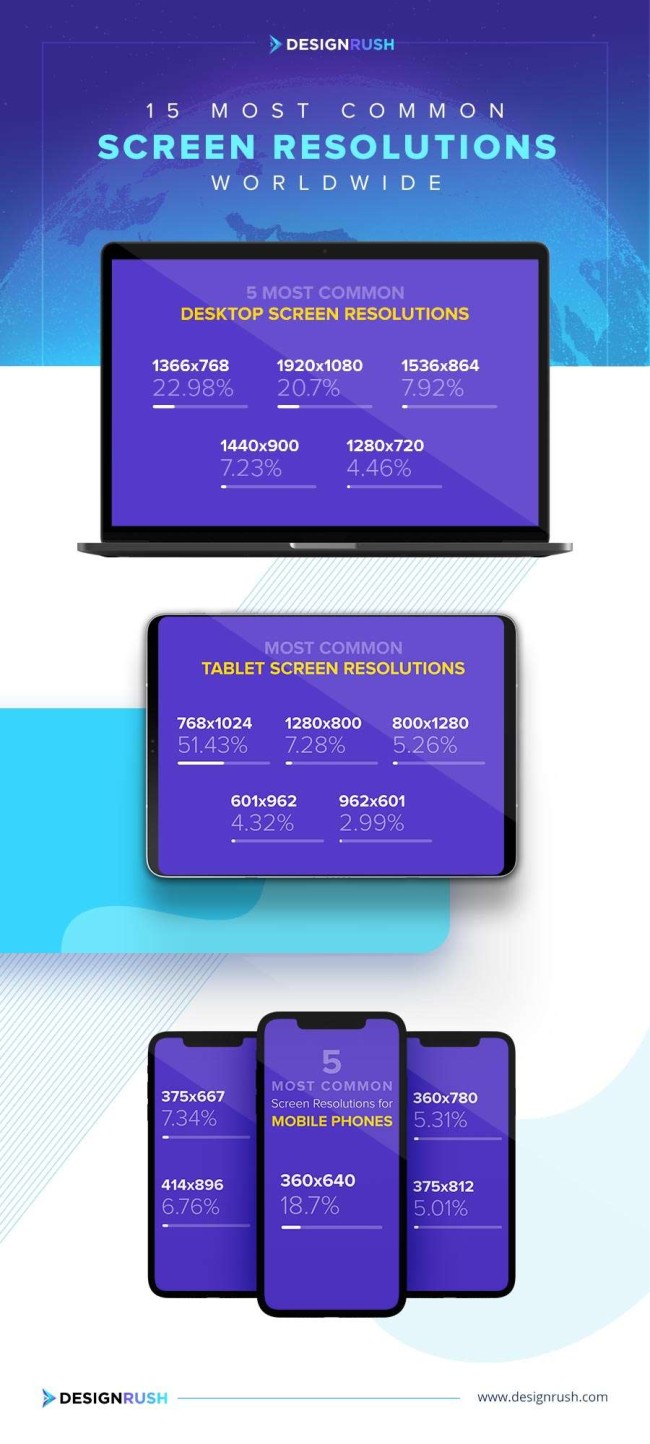 DESIGNRUSH
15 MOST COMMON
SCREEN RESOLUTIONS
WORLDWIDE
5 MOST COMMON
DESKTOP SCREEN RESOLUTIONS
1366x768 1920x1080 1536x864
22.98% 20.7% 7.92%
1440x900 1280x720
7.23% 4.46%
MOST COMMON
TABLET SCREEN RESOLUTIONS
768x1024 1280x800 800x1280
51.43% 7.28% 5.26%
601x962 962x601
4.32% 2.99%
5
MOST COMMON
Screen Resolutions for
MOBILE PHONES
375x667 360x780
7.34% 5.31%
360x640
18.7%
414x896 375x812
6.76% 5.01%
DESIGNRUSH www.designrush.com